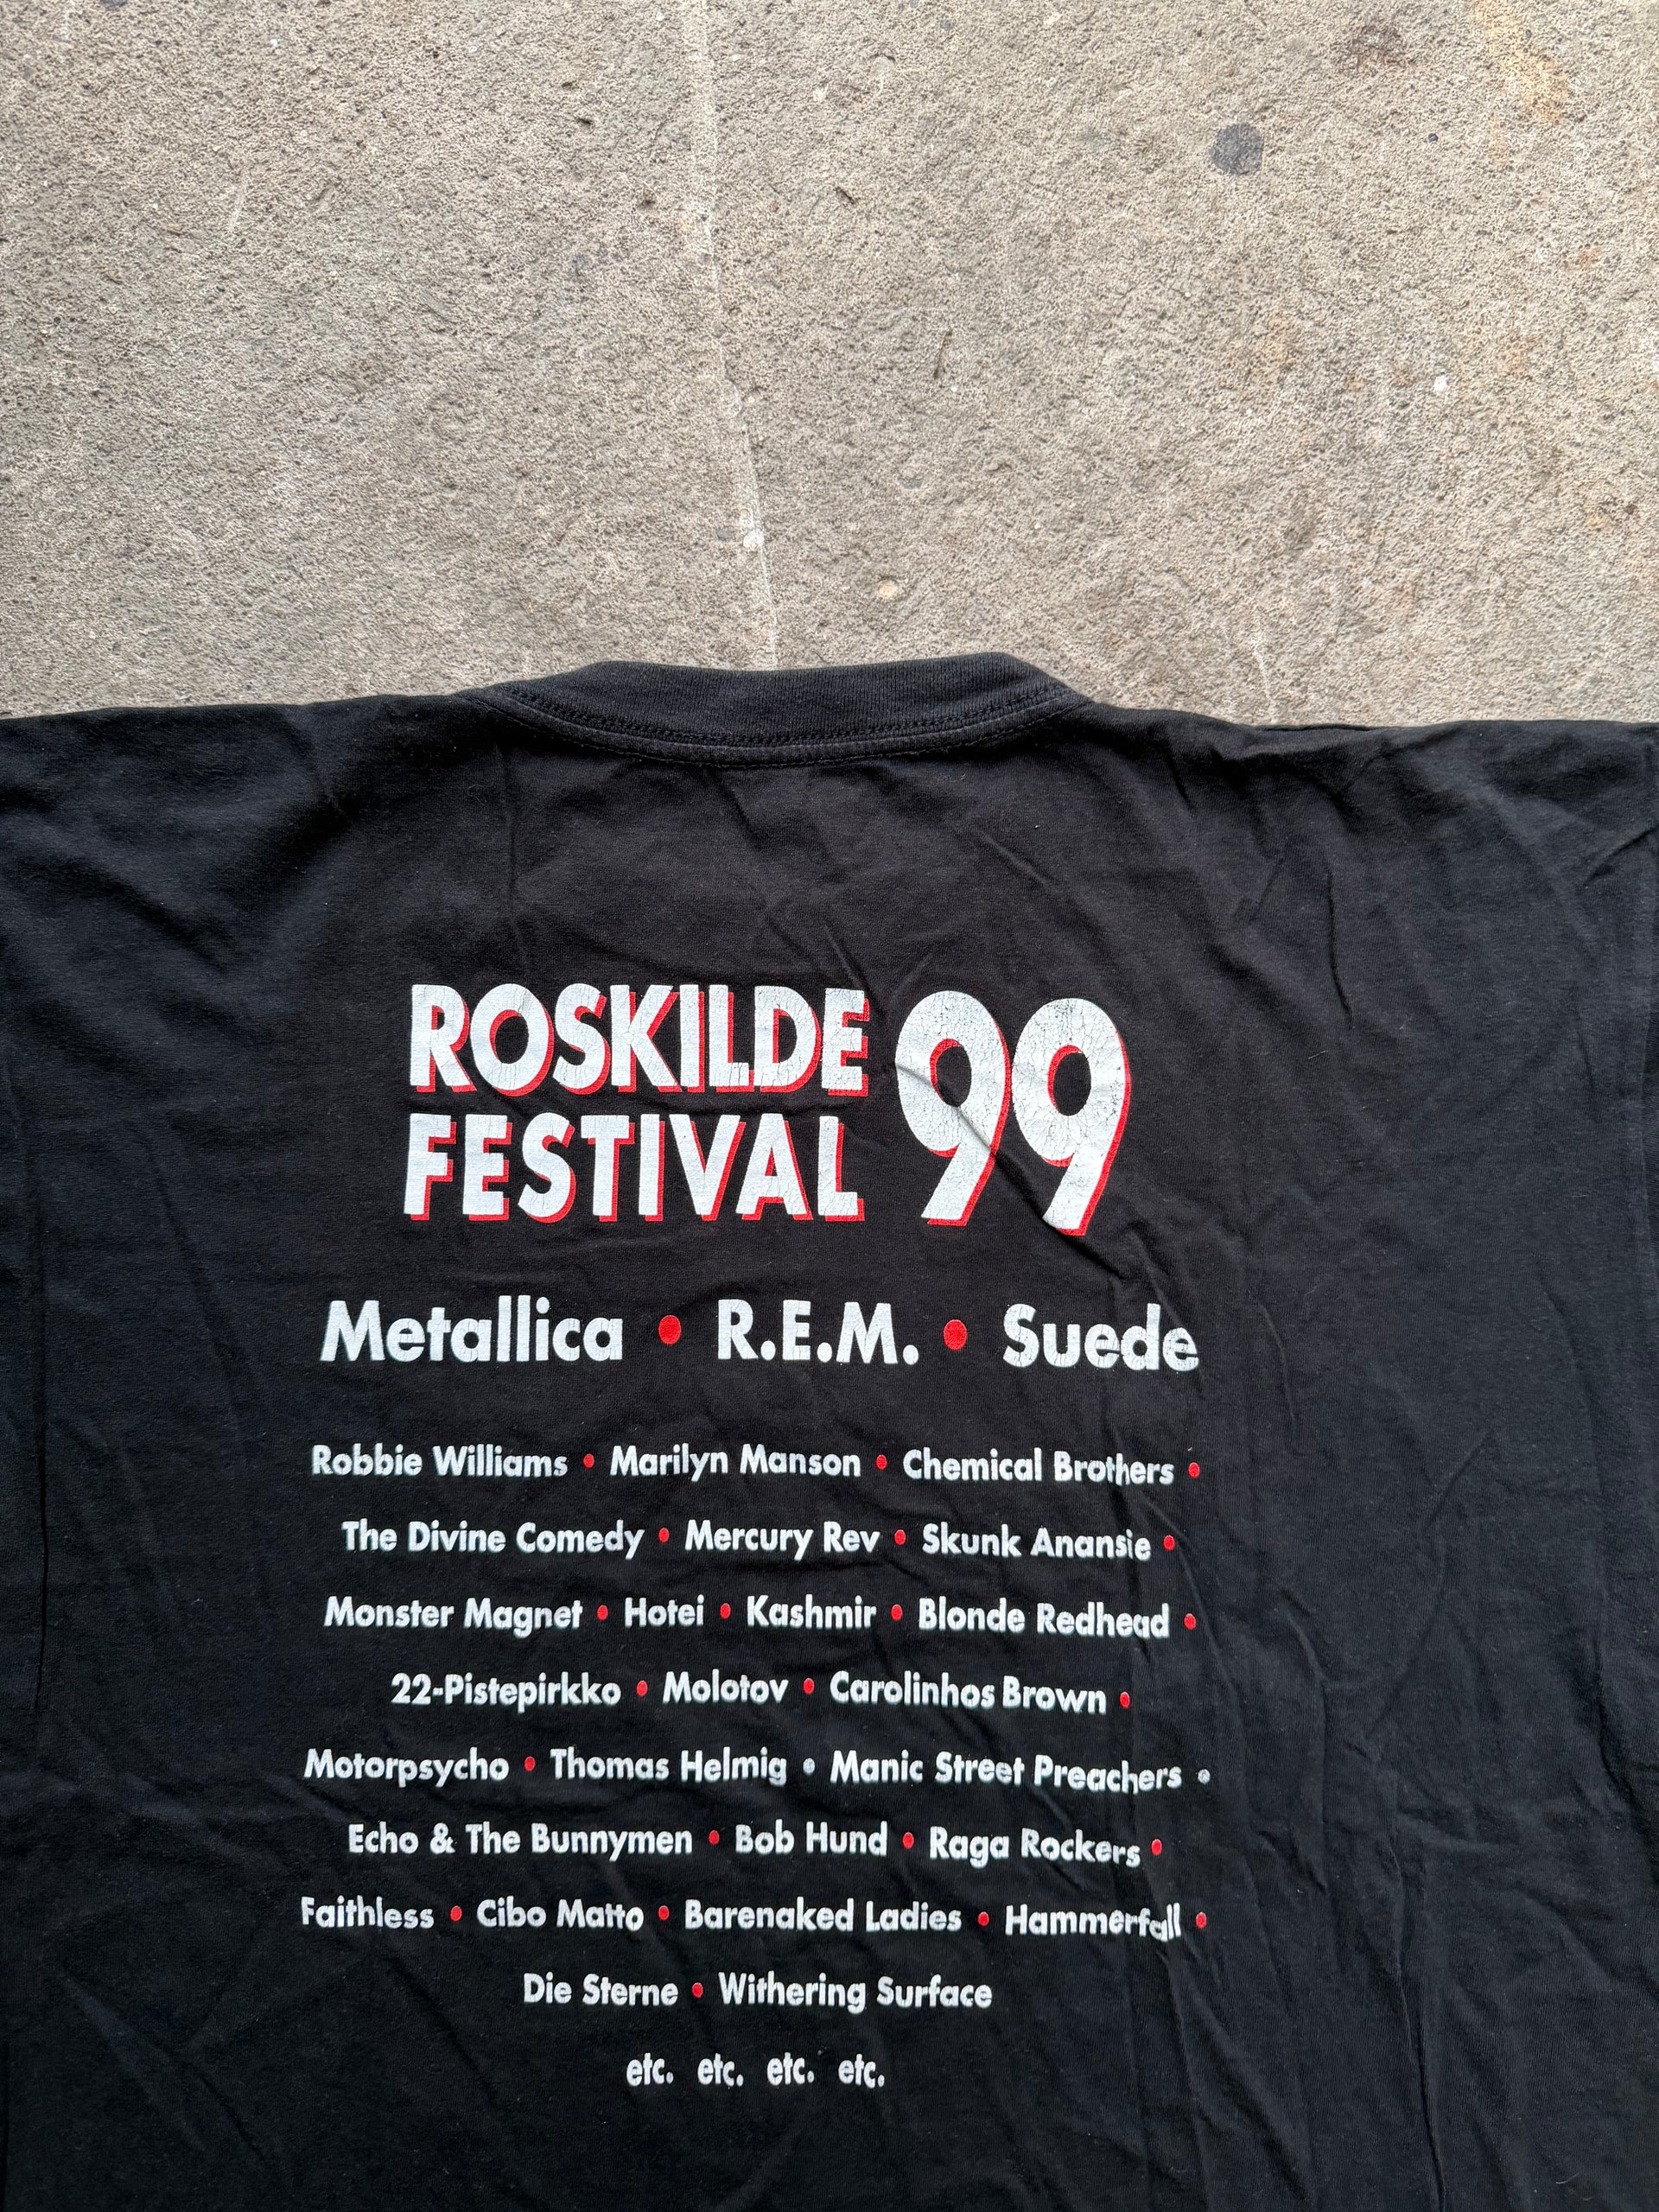 ROSKILDE
FESTIVAL 99
Metallica • R.E.M. • Suede
Robbie Williams • Marilyn Manson • Chemical Brothers •
The Divine Comedy • Mercury Rev • Skunk Anansie •
Monster Magnet • Hotei • Kashmir • Blonde Redhead •
22-Pistepirkko • Molotov • Carolinhos Brown •
Motorpsycho • Thomas Helmig • Manic Street Preachers •
Echo & The Bunnymen • Bob Hund • Raga Rockers •
Faithless • Cibo Matto • Barenaked Ladies • Hammerfall •
Die Sterne • Withering Surface
etc. etc. etc. etc.